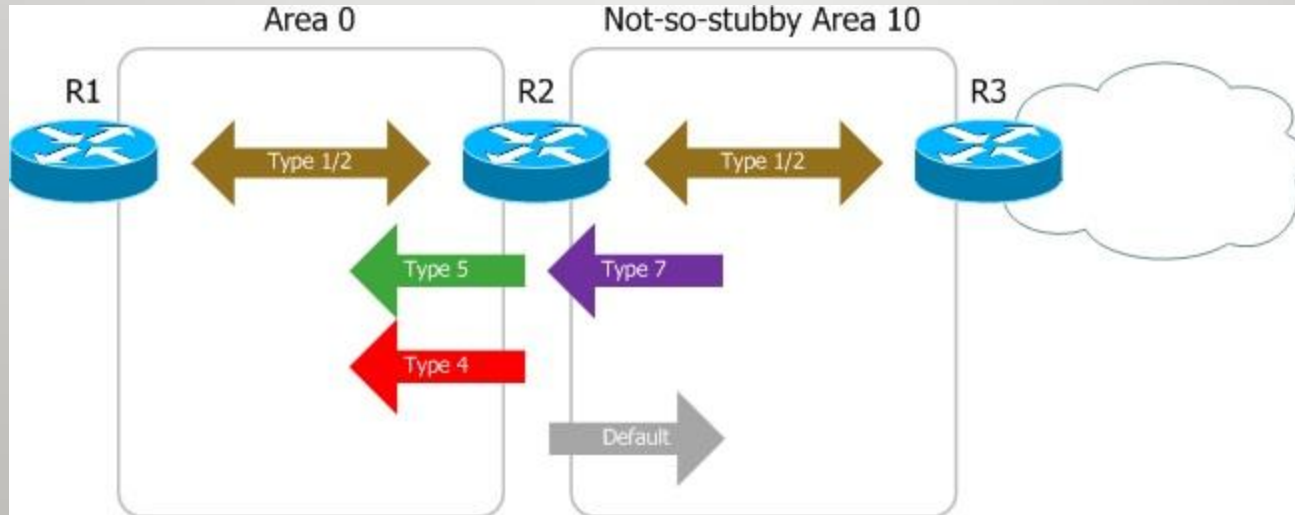 Area 0
Not-so-stubby Area 10
R1
R2
R3
Type 1/2
Type 1/2
Type 5
Type 7
Type 4
Default